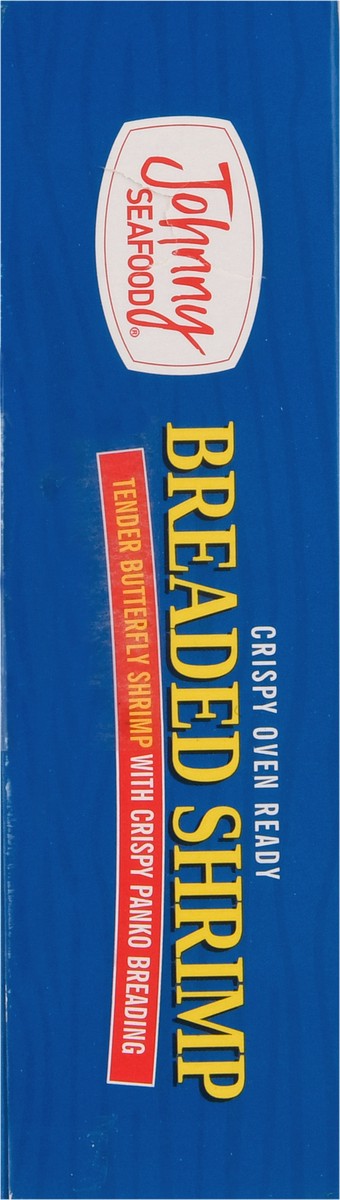 Johnny
SEAFOOD®
CRISPY OVEN READY
BREADED SHRIMP
TENDER BUTTERFLY SHRIMP WITH CRISPY PANKO BREADING